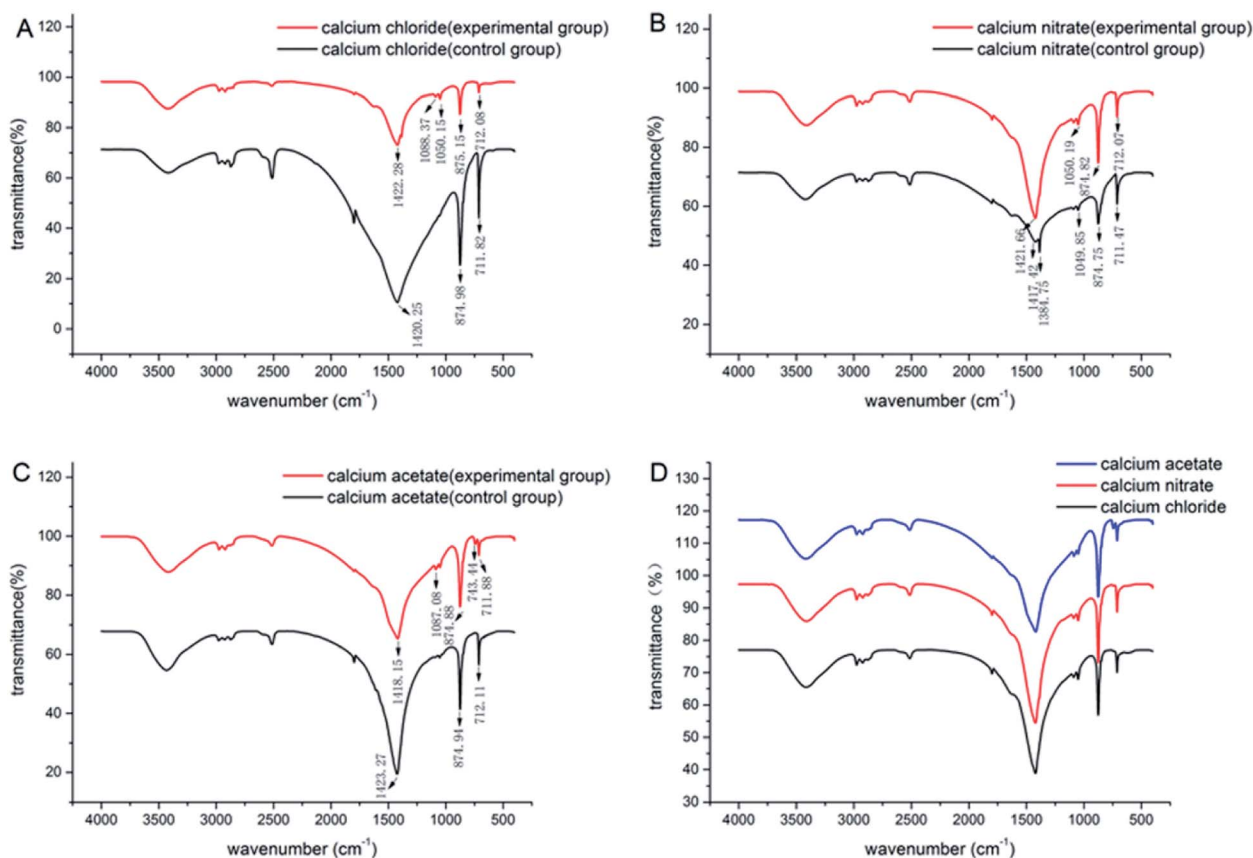 A
calcium chloride(experimental group)
calcium chloride(control group)
transmittance(%)
120
100
80
60
40
20
0
1088.37
1050.15
875.15
712.08
1422.28
711.82
874.98
1420.25
4000 3500 3000 2500 2000 1500 1000 500
wavenumber (cm-1)
B
calcium nitrate(experimental group)
calcium nitrate(control group)
transmittance(%)
120
100
80
60
40
20
1050.19
874.82
712.07
1421.66
1417.42
1384.75
1049.85
874.75
711.47
4000 3500 3000 2500 2000 1500 1000 500
wavenumber (cm-1)
C
calcium acetate(experimental group)
calcium acetate(control group)
transmittance(%)
120
100
80
60
40
20
1087.08
874.88
743.44
711.88
1418.15
712.11
874.94
1423.27
4000 3500 3000 2500 2000 1500 1000 500
wavenumber (cm-1)
D
calcium acetate
calcium nitrate
calcium chloride
transmittance (%)
130
120
110
100
90
80
70
60
50
40
30
4000 3500 3000 2500 2000 1500 1000 500
wavenumber (cm-1)